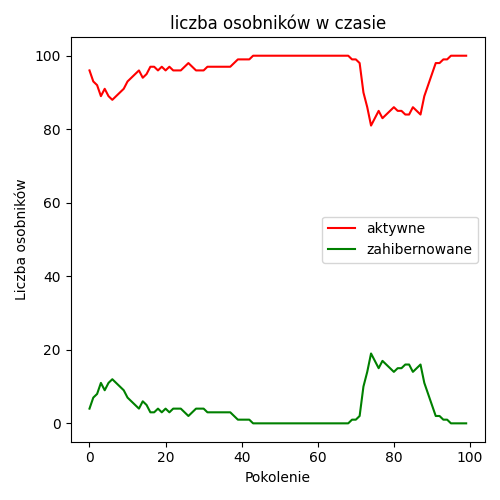 liczba osobników w czasie
Liczba osobników
100
80
60
40
20
0
aktywne
zahibernowane
0 20 40 60 80 100
Pokolenie